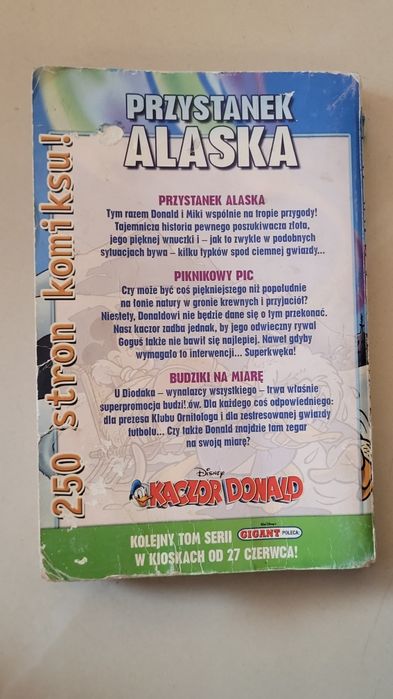 PRZYSTANEK
ALASKA
250 stron komiksu!
PRZYSTANEK ALASKA
Tym razem Donald i Miki wspólnie na tropie przygody!
Tajemnicza historia pewnego poszukiwacza złota,
jego pięknej wnuczki i – jak to zwykle w podobnych
sytuacjach bywa – kilku typków spod ciemnej gwiazdy...
PIKNIKOWY PIC
Czy może być coś piękniejszego niż popołudnie
na łonie natury w gronie krewnych i przyjaciół?
Niestety, Donaldowi nie będzie dane się o tym przekonać.
Nasz kaczor zadba jednak, by jego odwieczny rywal
Goguś także nie bawił się najlepiej. Nawet gdyby
wymagało to interwencji... Superkwęka!
BUDZIKI NA MIARĘ
U Diodaka – wynalazcy wszystkiego – trwa właśnie
superpromocja budzi ów. Dla każdego coś odpowiedniego:
dla prezesa Klubu Ornitologa i dla zestresowanej gwiazdy
futbolu... Czy także Donald znajdzie tam zegar
na swoją miarę?
Disney
KACZOR DONALD
KOLEJNY TOM SERII GIGANT POLECA
W KIOSKACH OD 27 CZERWCA!